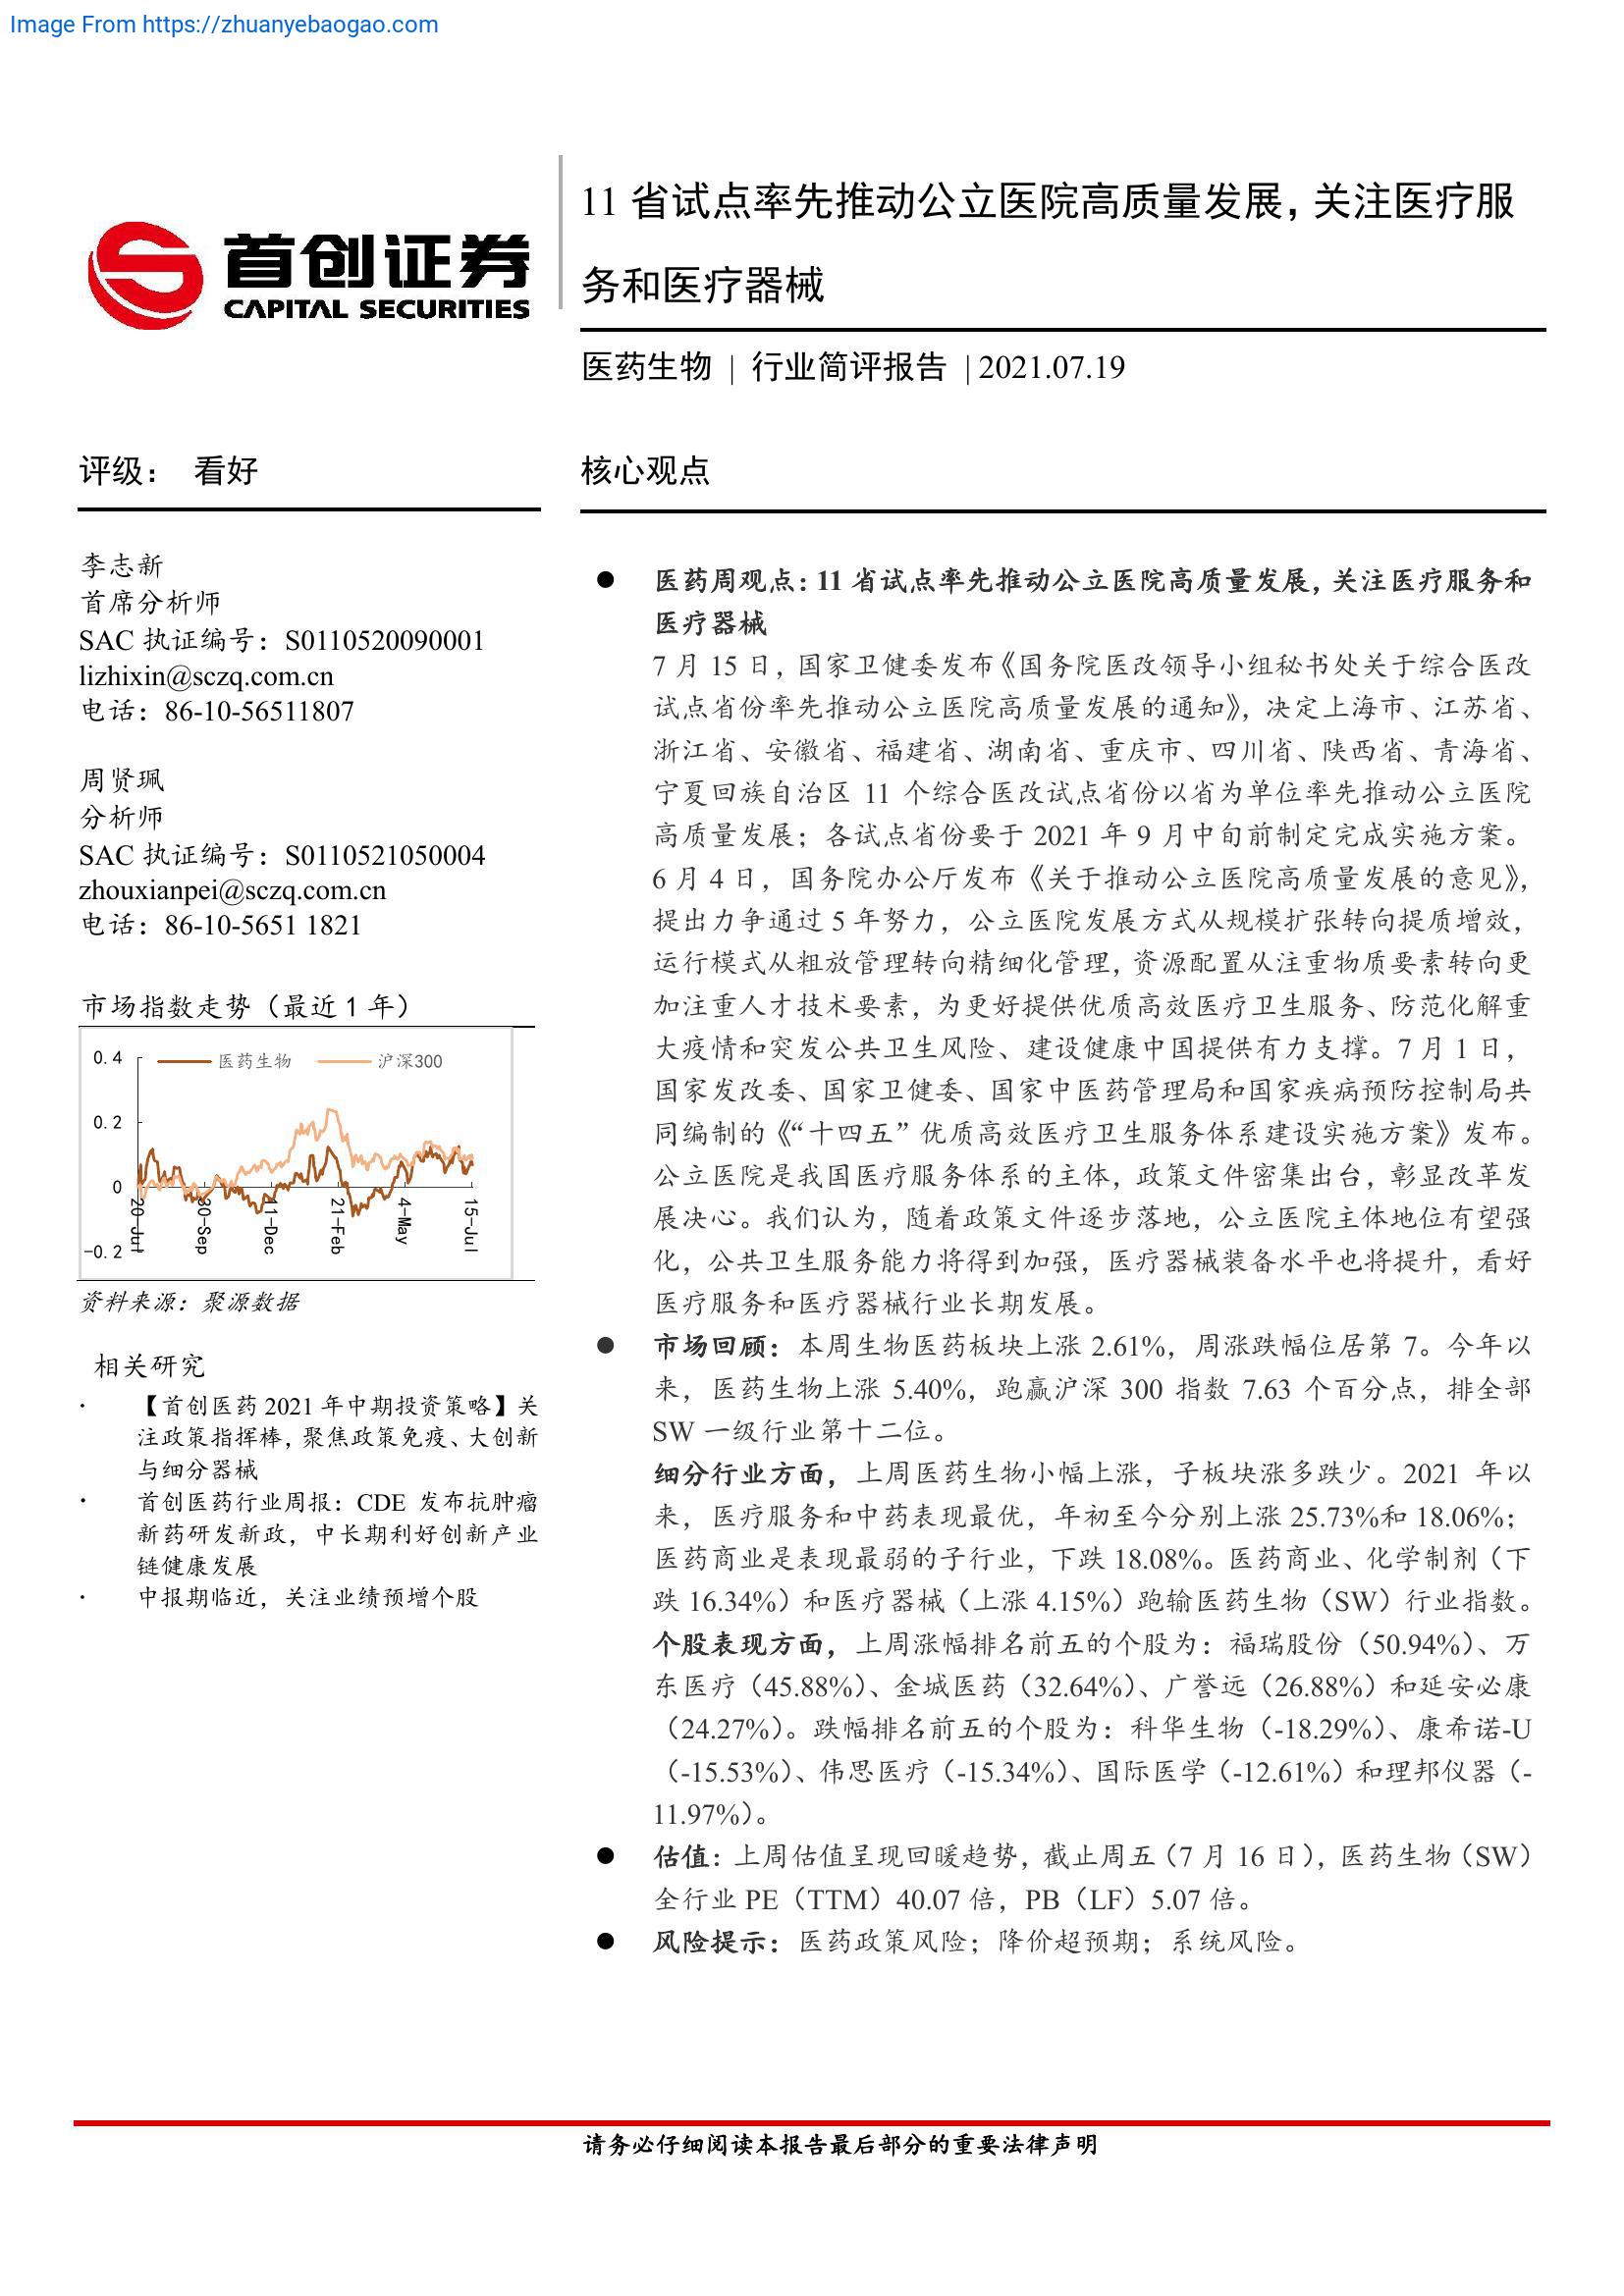 Image From https://zhuanyebaogao.com
首创证券
CAPITAL SECURITIES
11 省试点率先推动公立医院高质量发展，关注医疗服
务和医疗器械
医药生物 | 行业简评报告 | 2021.07.19
评级： 看好
李志新
首席分析师
SAC 执证编号：S0110520090001
lizhixin@sczq.com.cn
电话：86-10-56511807
周贤珮
分析师
SAC 执证编号：S0110521050004
zhouxianpei@sczq.com.cn
电话：86-10-5651 1821
市场指数走势（最近 1 年）
医药生物 沪深300
0.4
0.2
0
-0.2
20-Jul 30-Sep 11-Dec 21-Feb 4-May 15-Jul
资料来源：聚源数据
相关研究
· 【首创医药 2021 年中期投资策略】关
注政策指挥棒，聚焦政策免疫、大创新
与细分器械
· 首创医药行业周报：CDE 发布抗肿瘤
新药研发新政，中长期利好创新产业
链健康发展
· 中报期临近，关注业绩预增个股
核心观点
● 医药周观点：11 省试点率先推动公立医院高质量发展，关注医疗服务和
医疗器械
7 月 15 日，国家卫健委发布《国务院医改领导小组秘书处关于综合医改
试点省份率先推动公立医院高质量发展的通知》，决定上海市、江苏省、
浙江省、安徽省、福建省、湖南省、重庆市、四川省、陕西省、青海省、
宁夏回族自治区 11 个综合医改试点省份以省为单位率先推动公立医院
高质量发展；各试点省份要于 2021 年 9 月中旬前制定完成实施方案。
6 月 4 日，国务院办公厅发布《关于推动公立医院高质量发展的意见》，
提出力争通过 5 年努力，公立医院发展方式从规模扩张转向提质增效，
运行模式从粗放管理转向精细化管理，资源配置从注重物质要素转向更
加注重人才技术要素，为更好提供优质高效医疗卫生服务、防范化解重
大疫情和突发公共卫生风险、建设健康中国提供有力支撑。7 月 1 日，
国家发改委、国家卫健委、国家中医药管理局和国家疾病预防控制局共
同编制的《“十四五”优质高效医疗卫生服务体系建设实施方案》发布。
公立医院是我国医疗服务体系的主体，政策文件密集出台，彰显改革发
展决心。我们认为，随着政策文件逐步落地，公立医院主体地位有望强
化，公共卫生服务能力将得到加强，医疗器械装备水平也将提升，看好
医疗服务和医疗器械行业长期发展。
● 市场回顾：本周生物医药板块上涨 2.61%，周涨跌幅位居第 7。今年以
来，医药生物上涨 5.40%，跑赢沪深 300 指数 7.63 个百分点，排全部
SW 一级行业第十二位。
细分行业方面，上周医药生物小幅上涨，子板块涨多跌少。2021 年以
来，医疗服务和中药表现最优，年初至今分别上涨 25.73%和 18.06%；
医药商业是表现最弱的子行业，下跌 18.08%。医药商业、化学制剂（下
跌 16.34%）和医疗器械（上涨 4.15%）跑输医药生物（SW）行业指数。
个股表现方面，上周涨幅排名前五的个股为：福瑞股份（50.94%）、万
东医疗（45.88%）、金城医药（32.64%）、广誉远（26.88%）和延安必康
（24.27%）。跌幅排名前五的个股为：科华生物（-18.29%）、康希诺-U
（-15.53%）、伟思医疗（-15.34%）、国际医学（-12.61%）和理邦仪器（-
11.97%）。
● 估值：上周估值呈现回暖趋势，截止周五（7 月 16 日），医药生物（SW）
全行业 PE（TTM）40.07 倍，PB（LF）5.07 倍。
● 风险提示：医药政策风险；降价超预期；系统风险。
请务必仔细阅读本报告最后部分的重要法律声明